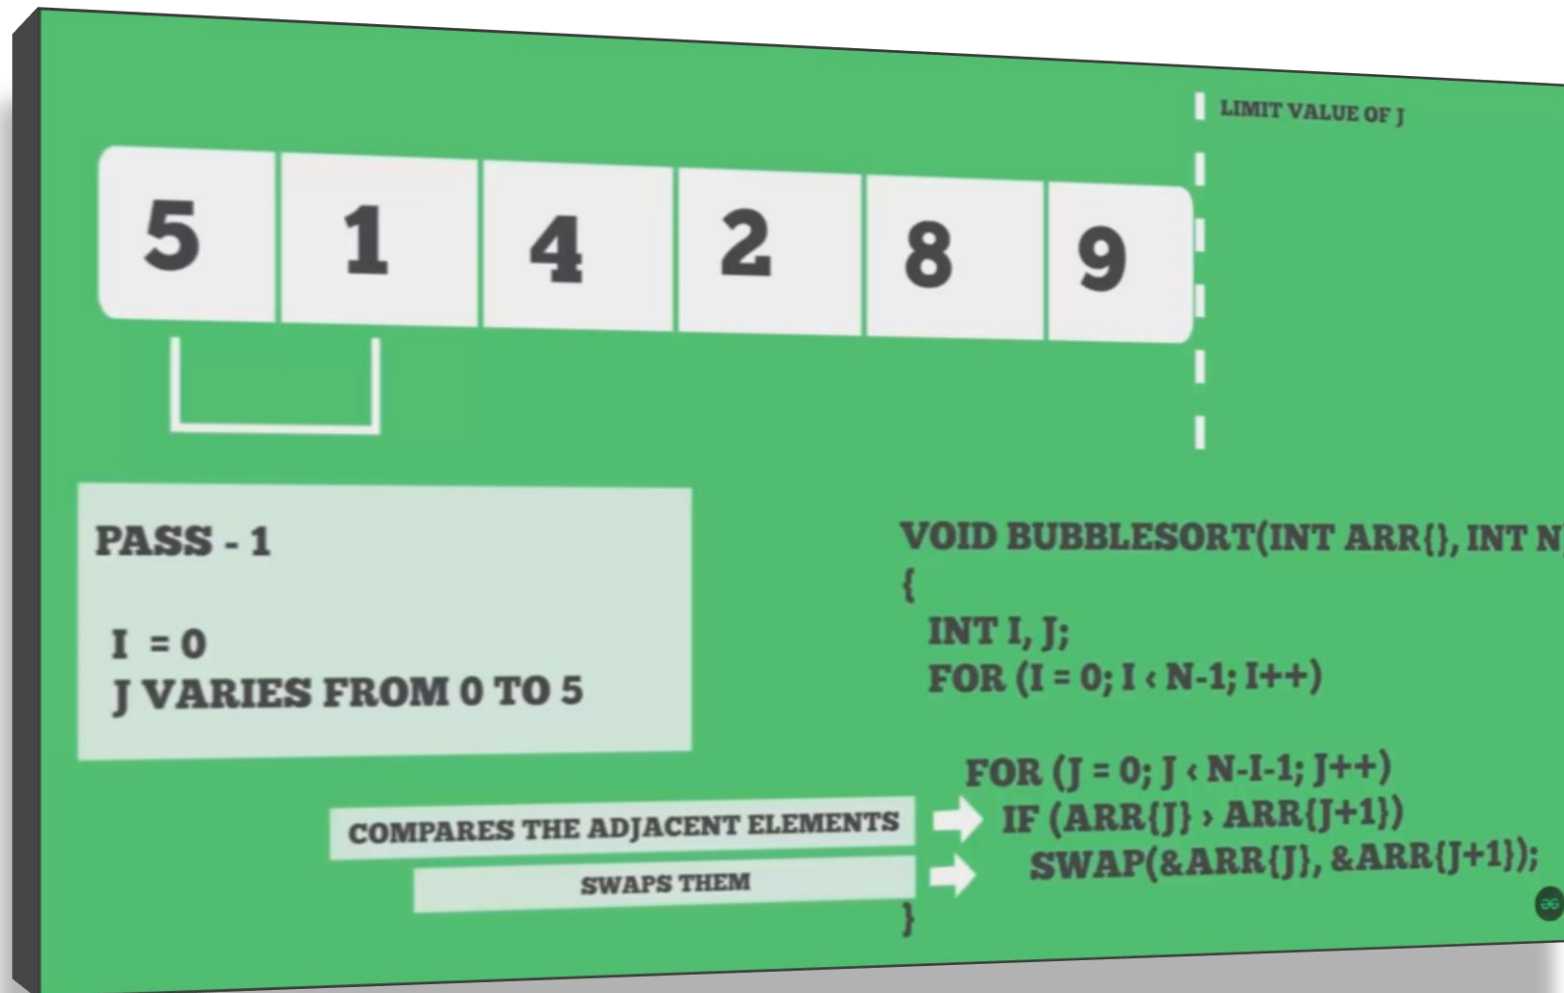 LIMIT VALUE OF J
5 1 4 2 8 9
PASS - 1
I = 0
J VARIES FROM 0 TO 5
VOID BUBBLESORT(INT ARR{}, INT N
{
INT I, J;
FOR (I = 0; I < N-1; I++)
FOR (J = 0; J < N-I-1; J++)
COMPARES THE ADJACENT ELEMENTS
IF (ARR{J} > ARR{J+1})
SWAPS THEM
SWAP(&ARR{J}, &ARR{J+1});
}